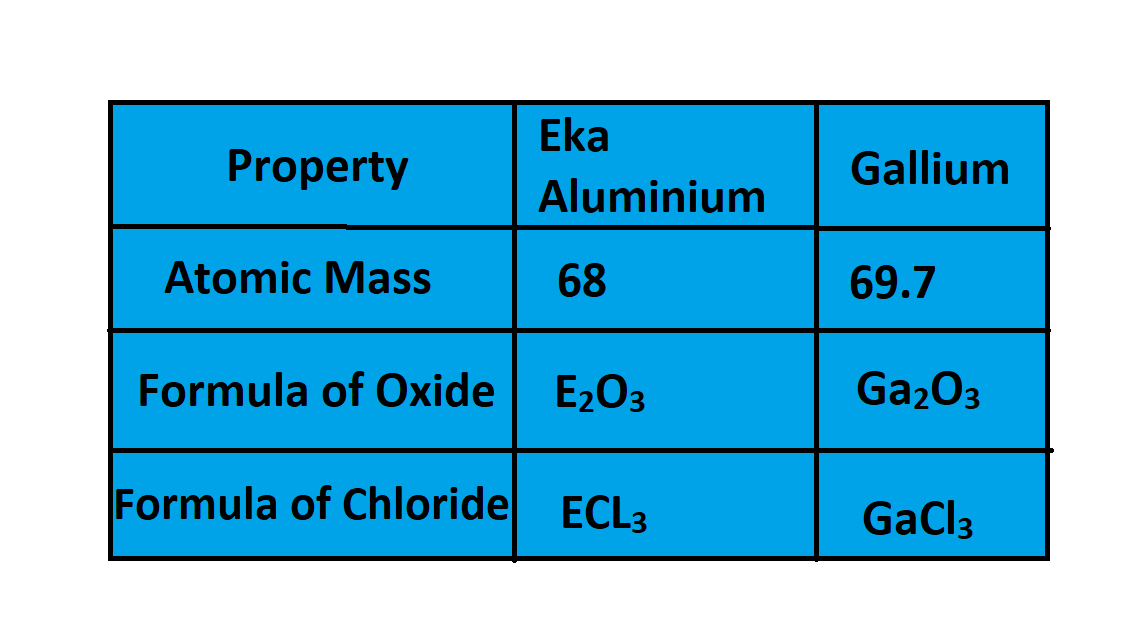 Property
Eka
Aluminium
Gallium
Atomic Mass
68
69.7
Formula of Oxide
E₂O₃
Ga₂O₃
Formula of Chloride
ECL₃
GaCl₃